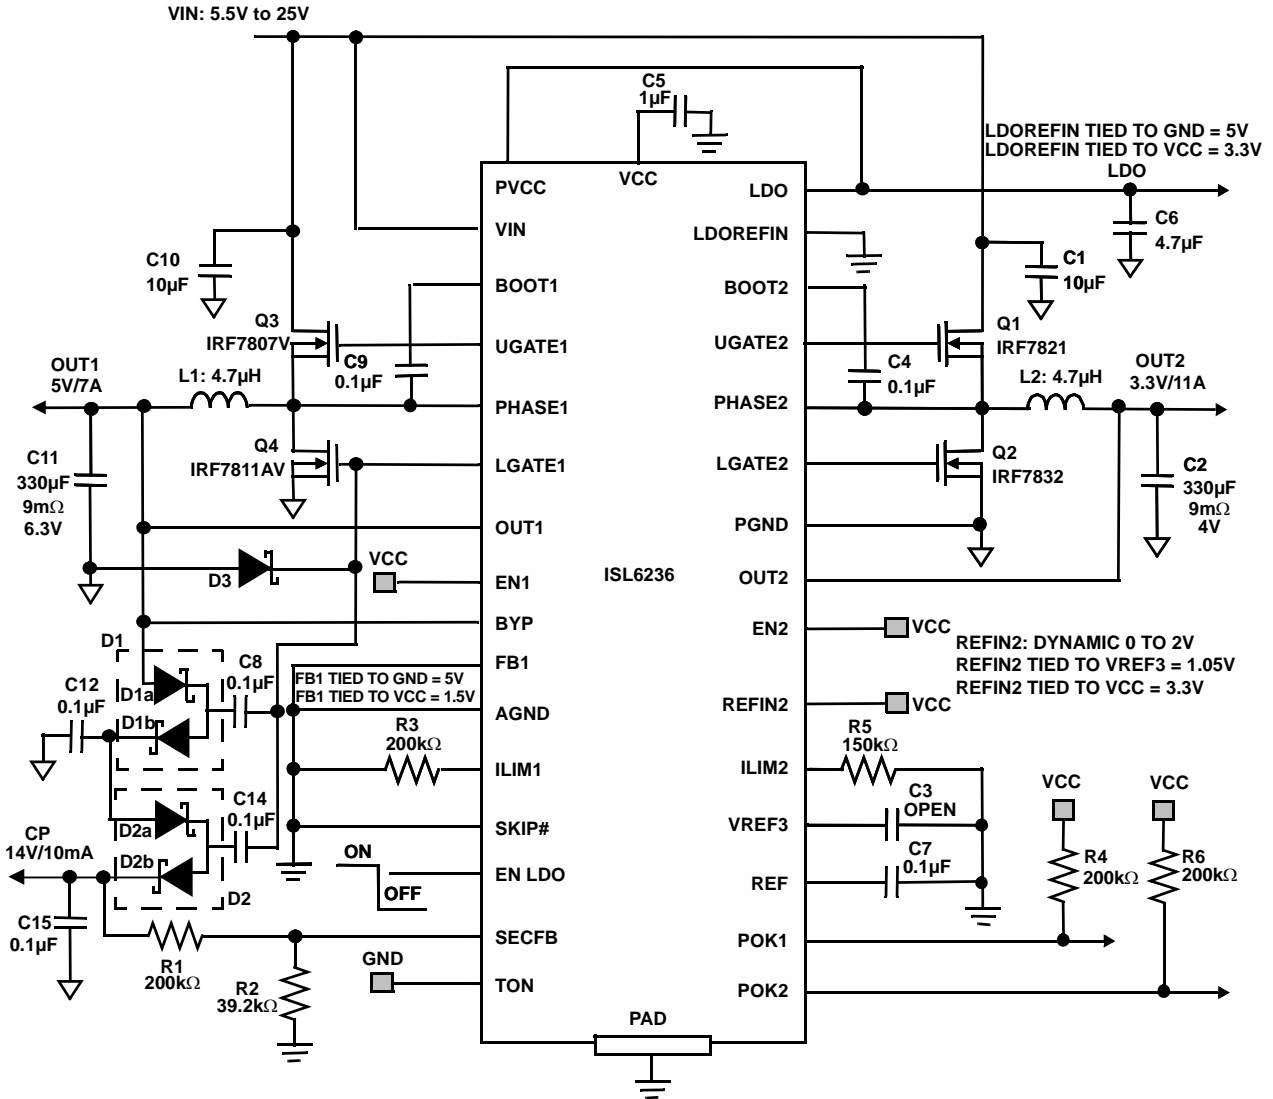 VIN: 5.5V to 25V
C5
1µF
LDOREFIN TIED TO GND = 5V
LDOREFIN TIED TO VCC = 3.3V
LDO
PVCC
VCC
LDO
VIN
LDOREFIN
C6
4.7µF
C10
10µF
C1
10µF
BOOT1
BOOT2
Q3
IRF7807V
UGATE1
UGATE2
Q1
IRF7821
C9
0.1µF
C4
0.1µF
OUT1
5V/7A
L1: 4.7µH
L2: 4.7µH
OUT2
3.3V/11A
PHASE1
PHASE2
Q4
IRF7811AV
LGATE1
LGATE2
Q2
IRF7832
C11
330µF
9mΩ
6.3V
C2
330µF
9mΩ
4V
OUT1
PGND
D3
VCC
EN1
ISL6236
OUT2
BYP
EN2
VCC
REFIN2: DYNAMIC 0 TO 2V
REFIN2 TIED TO VREF3 = 1.05V
REFIN2 TIED TO VCC = 3.3V
D1
D1a
D1b
C8
0.1µF
C12
0.1µF
FB1
FB1 TIED TO GND = 5V
FB1 TIED TO VCC = 1.5V
AGND
REFIN2
VCC
R3
200kΩ
ILIM1
ILIM2
R5
150kΩ
C14
0.1µF
D2a
D2b
D2
CP
14V/10mA
SKIP#
VREF3
C3
OPEN
VCC
VCC
ON
OFF
EN LDO
REF
C7
0.1µF
R4
200kΩ
R6
200kΩ
C15
0.1µF
R1
200kΩ
SECFB
POK1
R2
39.2kΩ
GND
TON
POK2
PAD